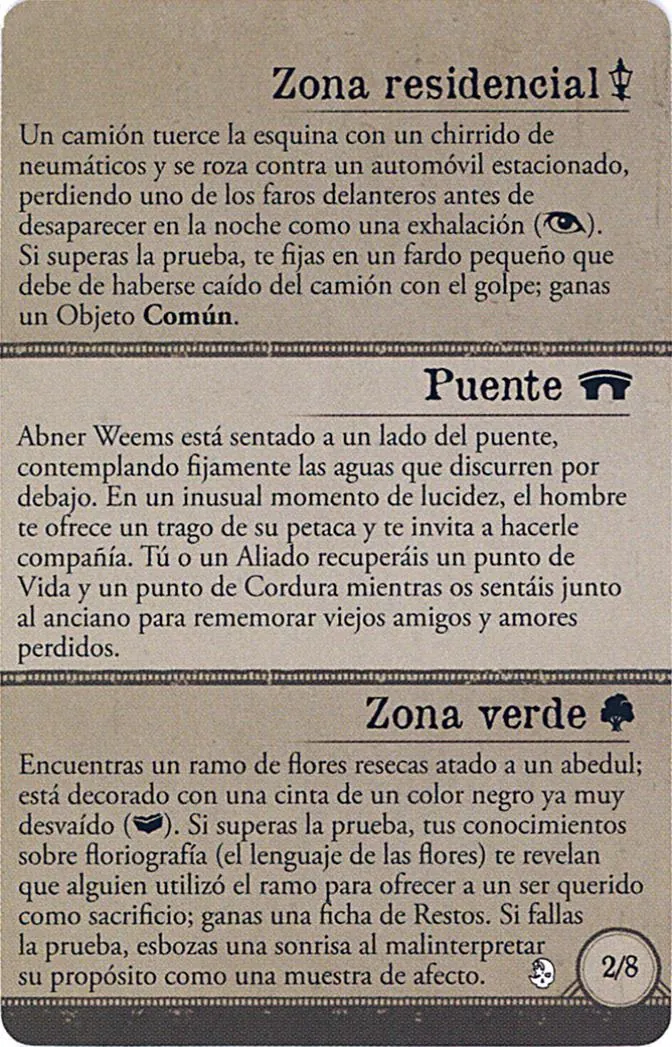 Zona residencial
Un camión tuerce la esquina con un chirrido de
neumáticos y se roza contra un automóvil estacionado,
perdiendo uno de los faros delanteros antes de
desaparecer en la noche como una exhalación ().
Si superas la prueba, te fijas en un fardo pequeño que
debe de haberse caído del camión con el golpe; ganas
un Objeto Común.
Puente
Abner Weems está sentado a un lado del puente,
contemplando fijamente las aguas que discurren por
debajo. En un inusual momento de lucidez, el hombre
te ofrece un trago de su petaca y te invita a hacerle
compañía. Tú o un Aliado recuperáis un punto de
Vida y un punto de Cordura mientras os sentáis junto
al anciano para rememorar viejos amigos y amores
perdidos.
Zona verde
Encuentras un ramo de flores resecas atado a un abedul;
está decorado con una cinta de un color negro ya muy
desvaído (). Si superas la prueba, tus conocimientos
sobre floriografía (el lenguaje de las flores) te revelan
que alguien utilizó el ramo para ofrecer a un ser querido
como sacrificio; ganas una ficha de Restos. Si fallas
la prueba, esbozas una sonrisa al malinterpretar
su propósito como una muestra de afecto.
2/8